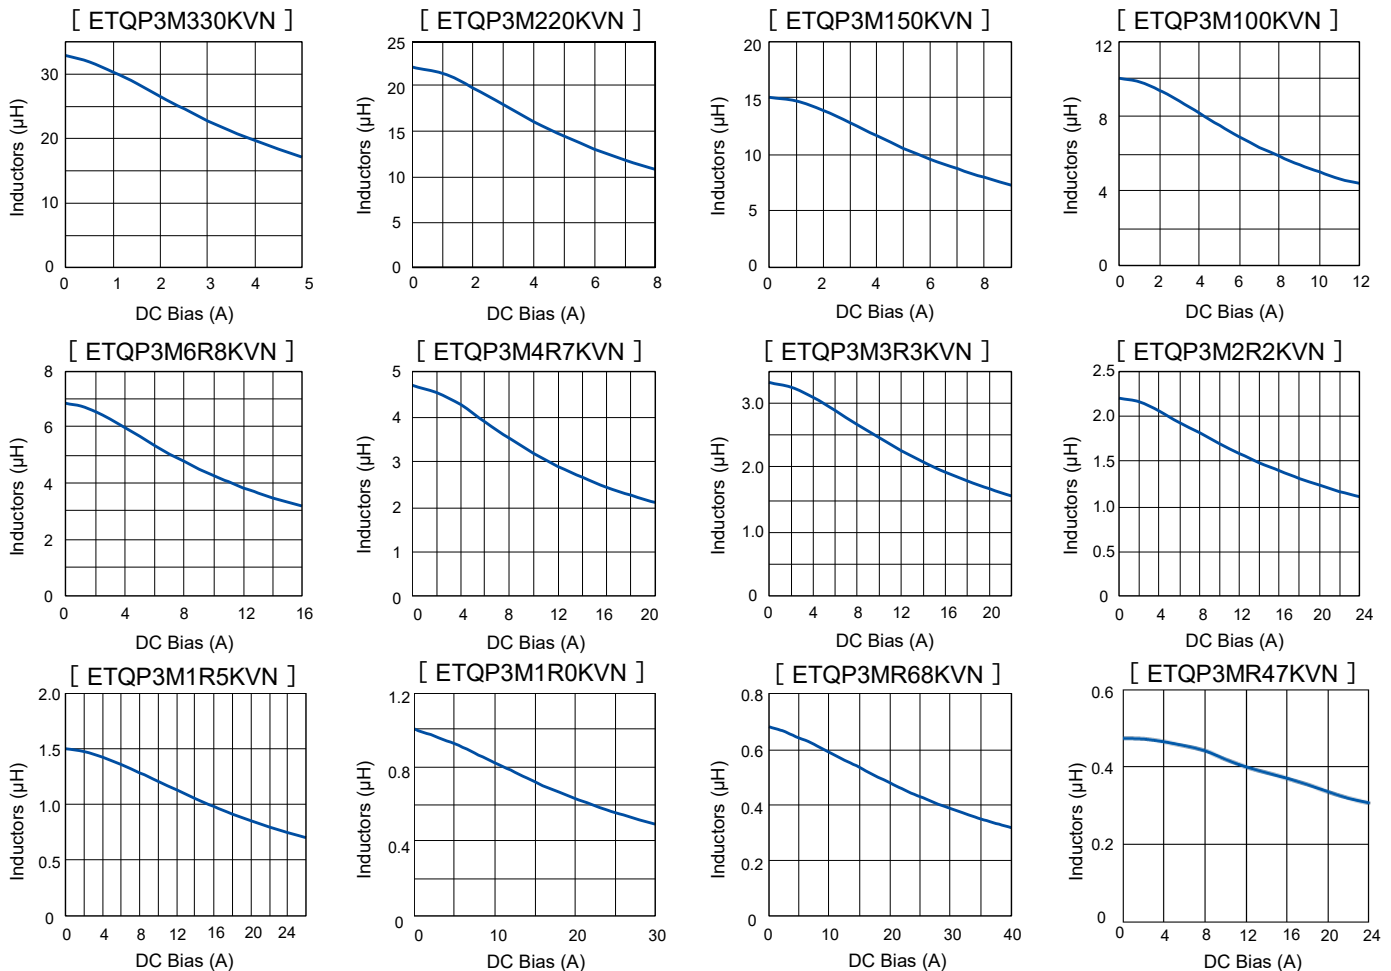 [ ETQP3M330KVN ]
Inductors (μH)
30
20
10
0
0 1 2 3 4 5
DC Bias (A)
[ ETQP3M220KVN ]
Inductors (μH)
25
20
15
10
5
0
0 2 4 6 8
DC Bias (A)
[ ETQP3M150KVN ]
Inductors (μH)
20
15
10
5
0
0 2 4 6 8
DC Bias (A)
[ ETQP3M100KVN ]
Inductors (μH)
12
8
4
0
0 2 4 6 8 10 12
DC Bias (A)
[ ETQP3M6R8KVN ]
Inductors (μH)
8
6
4
2
0
0 4 8 12 16
DC Bias (A)
[ ETQP3M4R7KVN ]
Inductors (μH)
5
4
3
2
1
0
0 4 8 12 16 20
DC Bias (A)
[ ETQP3M3R3KVN ]
Inductors (μH)
3.0
2.0
1.0
0
0 4 8 12 16 20
DC Bias (A)
[ ETQP3M2R2KVN ]
Inductors (μH)
2.5
2.0
1.5
1.0
0.5
0
0 4 8 12 16 20 24
DC Bias (A)
[ ETQP3M1R5KVN ]
Inductors (μH)
2.0
1.5
1.0
0.5
0
0 4 8 12 16 20 24
DC Bias (A)
[ ETQP3M1R0KVN ]
Inductors (μH)
1.2
0.8
0.4
0
0 10 20 30
DC Bias (A)
[ ETQP3MR68KVN ]
Inductors (μH)
0.8
0.6
0.4
0.2
0
0 10 20 30 40
DC Bias (A)
[ ETQP3MR47KVN ]
Inductors (μH)
0.6
0.4
0.2
0
0 4 8 12 16 20 24
DC Bias (A)